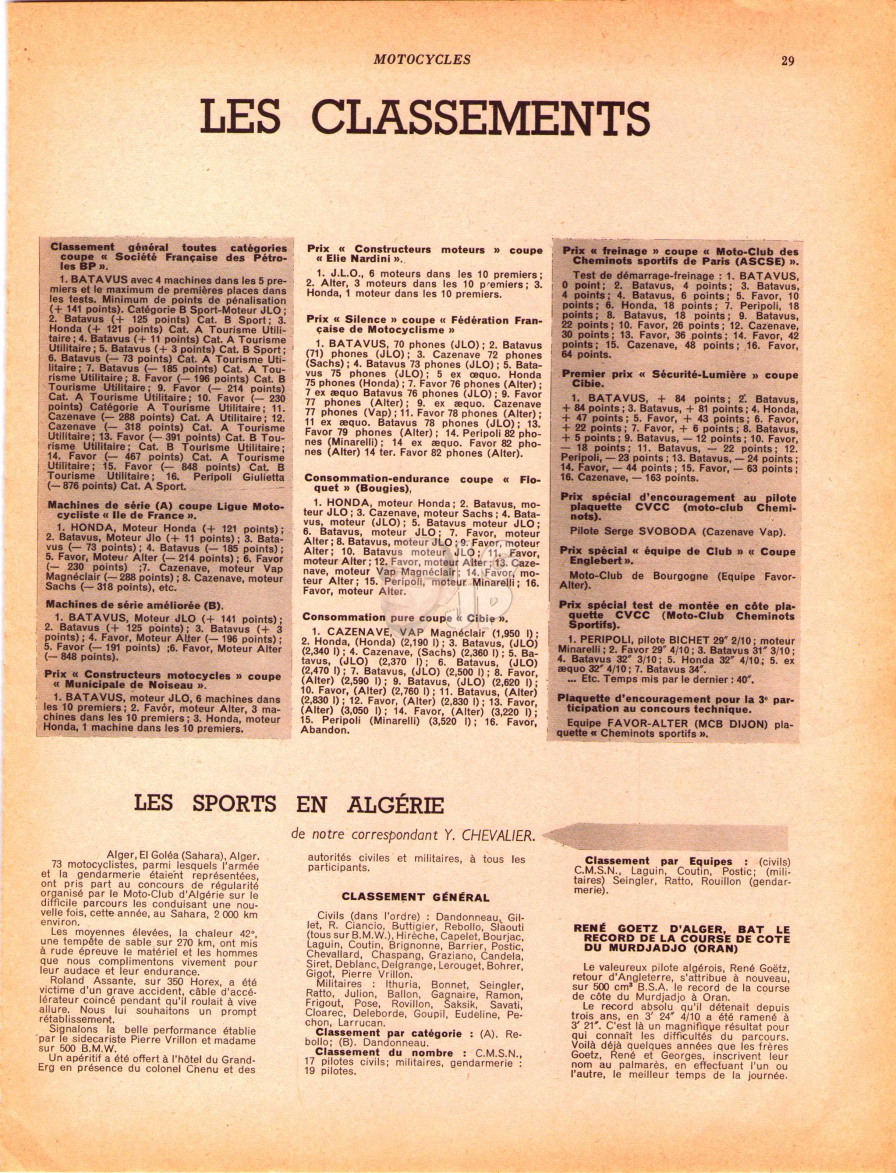 MOTOCYCLES
29
LES CLASSEMENTS
Classement général toutes catégories
coupe « Société Française des Pétro-
les BP ».
1. BATAVUS avec 4 machines dans les 5 pre-
miers et le maximum de premières places dans
les tests. Minimum de points de pénalisation
(+ 141 points). Catégorie B Sport-Moteur JLO ;
2. Batavus (+ 125 points) Cat. B Sport; 3.
Honda (+ 121 points) Cat. A Tourisme Utili-
taire ; 4. Batavus (+ 11 points) Cat. A Tourisme
Utilitaire ; 5. Batavus (+ 3 points) Cat. B Sport ;
6. Batavus (— 73 points) Cat. A Tourisme Uti-
litaire ; 7. Batavus (— 185 points) Cat. A Tou-
risme Utilitaire ; 8. Favor (— 196 points) Cat. B
Tourisme Utilitaire ; 9. Favor (— 214 points)
Cat. A Tourisme Utilitaire ; 10. Favor (— 230
points) Catégorie A Tourisme Utilitaire ; 11.
Cazenave (— 288 points) Cat. A Utilitaire ; 12.
Cazenave (— 318 points) Cat. A Tourisme
Utilitaire ; 13. Favor (— 391 points) Cat. B Tou-
risme Utilitaire Cat. B Tourisme Utilitaire ;
14. Favor (— 467 points) Cat. A Tourisme
Utilitaire ; 15. Favor (— 848 points) Cat. B
Tourisme Utilitaire ; 16. Peripoli Giulietta
(— 876 points) Cat. A Sport.
Machines de série (A) coupe Ligue Moto-
cycliste « Ile de France ».
1. HONDA, Moteur Honda (+ 121 points) ;
2. Batavus, Moteur Jlo (+ 11 points) ; 3. Bata-
vus (— 73 points) ; 4. Batavus (— 185 points) ;
5. Favor, Moteur Alter (— 214 points) ; 6. Favor
(— 230 points) ;7. Cazenave, moteur Vap
Magnéclair (— 288 points) ; 8. Cazenave, moteur
Sachs (— 318 points), etc.
Machines de série améliorée (B).
1. BATAVUS, Moteur JLO (+ 141 points) ;
2. Batavus (+ 125 points) ; 3. Batavus (+ 3
points) ; 4. Favor, Moteur Alter (— 196 points) ;
5. Favor (— 191 points) ;6. Favor, Moteur Alter
(— 848 points).
Prix « Constructeurs motocycles » coupe
« Municipale de Noiseau ».
1. BATAVUS, moteur JLO, 6 machines dans
les 10 premiers ; 2. Favor, moteur Alter, 3 ma-
chines dans les 10 premiers ; 3. Honda, moteur
Honda, 1 machine dans les 10 premiers.
Prix « Constructeurs moteurs » coupe
« Elie Nardini ».
1. J.L.O., 6 moteurs dans les 10 premiers ;
2. Alter, 3 moteurs dans les 10 premiers ; 3.
Honda, 1 moteur dans les 10 premiers.
Prix « Silence » coupe « Fédération Fran-
çaise de Motocyclisme »
1. BATAVUS, 70 phones (JLO) ; 2. Batavus
(71) phones (JLO) ; 3. Cazenave 72 phones
(Sachs) ; 4. Batavus 73 phones (JLO) ; 5. Bata-
vus 75 phones (JLO) ; 5 ex æquo. Honda
75 phones (Honda) ; 7. Favor 76 phones (Alter) ;
7 ex æquo Batavus 76 phones (JLO) ; 9. Favor
77 phones (Alter) ; 9. ex æquo. Cazenave
77 phones (Vap) ; 11. Favor 78 phones (Alter) ;
11 ex æquo. Batavus 78 phones (JLO) ; 13.
Favor 79 phones (Alter) ; 14. Peripoli 82 pho-
nes (Minarelli) ; 14 ex æquo. Favor 82 pho-
nes (Alter) 14 ter. Favor 82 phones (Alter).
Consommation-endurance coupe « Flo-
quet » (Bougies),
1. HONDA, moteur Honda ; 2. Batavus, mo-
teur JLO ; 3. Cazenave, moteur Sachs ; 4. Bata-
vus, moteur (JLO) ; 5. Batavus moteur JLO ;
6. Batavus, moteur JLO ; 7. Favor, moteur
Alter ; 8. Batavus, moteur JLO ; 9. Favor, moteur
Alter ; 10. Batavus moteur JLO ; 11. Favor,
moteur Alter ; 12. Favor, moteur Alter ; 13. Caze-
nave, moteur Vap Magnéclair ; 14. Favor, mo-
teur Alter ; 15. Peripoli, moteur Minarelli ; 16.
Favor, moteur Alter.
Consommation pure coupe « Cibie ».
1. CAZENAVE, VAP Magnéclair (1,950 l) ;
2. Honda, (Honda) (2,190 l) ; 3. Batavus, (JLO)
(2,340 l) ; 4. Cazenave, (Sachs) (2,360 l) ; 5. Ba-
tavus, (JLO) (2,370 l) ; 6. Batavus, (JLO)
(2,470 l) ; 7. Batavus, (JLO) (2,500 l) ; 8. Favor,
(Alter) (2,590 l) ; 9. Batavus, (JLO) (2,620 l) ;
10. Favor, (Alter) (2,760 l) ; 11. Batavus, (Alter)
(2,830 l) ; 12. Favor, (Alter) (2,830 l) ; 13. Favor,
(Alter) (3,050 l) ; 14. Favor, (Alter) (3,220 l) ;
15. Peripoli (Minarelli) (3,520 l) ; 16. Favor,
Abandon.
Prix « freinage » coupe « Moto-Club des
Cheminots sportifs de Paris (ASCSE) ».
Test de démarrage-freinage : 1. BATAVUS,
0 point ; 2. Batavus, 4 points ; 3. Batavus,
4 points ; 4. Batavus, 6 points ; 5. Favor, 10
points ; 6. Honda, 18 points ; 7. Peripoli, 18
points ; 8. Batavus, 18 points ; 9. Batavus,
22 points ; 10. Favor, 26 points ; 12. Cazenave,
30 points ; 13. Favor, 36 points ; 14. Favor, 42
points ; 15. Cazenave, 48 points ; 16. Favor,
64 points.
Premier prix « Sécurité-Lumière » coupe
Cibie.
1. BATAVUS, + 84 points ; 2. Batavus,
+ 84 points ; 3. Batavus, + 81 points ; 4. Honda,
+ 47 points ; 5. Favor, + 43 points ; 6. Favor,
+ 22 points ; 7. Favor, + 6 points ; 8. Batavus,
+ 5 points ; 9. Batavus, — 12 points ; 10. Favor,
— 18 points ; 11. Batavus, — 22 points ; 12.
Peripoli, — 23 points ; 13. Batavus, — 24 points ;
14. Favor, — 44 points ; 15. Favor, — 63 points ;
16. Cazenave, — 163 points.
Prix spécial d'encouragement au pilote
plaquette CVCC (moto-club Chemi-
nots).
Pilote Serge SVOBODA (Cazenave Vap).
Prix spécial « équipe de Club » « Coupe
Englebert ».
Moto-Club de Bourgogne (Equipe Favor-
Alter).
Prix spécial test de montée en côte pla-
quette CVCC (Moto-Club Cheminots
Sportifs).
1. PERIPOLI, pilote BICHET 29" 2/10 ; moteur
Minarelli ; 2. Favor 29" 4/10 ; 3. Batavus 31" 3/10 ;
4. Batavus 32" 3/10 ; 5. Honda 32" 4/10 ; 5. ex
æquo 32" 4/10 ; 7. Batavus 34".
... Etc. Temps mis par le dernier : 40".
Plaquette d'encouragement pour la 3e par-
ticipation au concours technique.
Equipe FAVOR-ALTER (MCB DIJON) pla-
quette « Cheminots sportifs ».
LES SPORTS EN ALGÉRIE
de notre correspondant Y. CHEVALIER.
Alger, El Goléa (Sahara), Alger.
73 motocyclistes, parmi lesquels l'armée
et la gendarmerie étaient représentées,
ont pris part au concours de régularité
organisé par le Moto-Club d'Algérie sur le
difficile parcours les conduisant une nou-
velle fois, cette année, au Sahara, 2 000 km
environ.
Les moyennes élevées, la chaleur 42°,
une tempête de sable sur 270 km, ont mis
à rude épreuve le matériel et les hommes
que nous complimentons vivement pour
leur audace et leur endurance.
Roland Assante, sur 350 Horex, a été
victime d'un grave accident, câble d'accé-
lérateur coincé pendant qu'il roulait à vive
allure. Nous lui souhaitons un prompt
rétablissement.
Signalons la belle performance établie
par le sidecariste Pierre Vrillon et madame
sur 500 B.M.W.
Un apéritif a été offert à l'hôtel du Grand-
Erg en présence du colonel Chenu et des
autorités civiles et militaires, à tous les
participants.
CLASSEMENT GÉNÉRAL
Civils (dans l'ordre) : Dandonneau, Gil-
let, R. Ciancio, Buttigier, Rebollo, Slaouti
(tous sur B.M.W.), Hirèche, Capelet, Bourjac,
Laguin, Coutin, Brignonne, Barrier, Postic,
Chevallard, Chaspang, Graziano, Candela,
Siret, Deblanc, Delgrange, Lerouget, Bohrer,
Gigot, Pierre Vrillon.
Militaires : Ithuria, Bonnet, Seingler,
Ratto, Julion, Ballon, Gagnaire, Ramon,
Frigout, Pose, Rovillon, Saksik, Savati,
Cloarec, Deleborde, Goupil, Eudeline, Pe-
chon, Larrucan.
Classement par catégorie : (A). Re-
bollo; (B). Dandonneau.
Classement du nombre : C.M.S.N.,
17 pilotes civils; militaires, gendarmerie :
19 pilotes.
Classement par Equipes : (civils)
C.M.S.N., Laguin, Coutin, Postic; (mili-
taires) Seingler, Ratto, Rouillon (gendar-
merie).
RENÉ GOETZ D'ALGER, BAT LE
RECORD DE LA COURSE DE COTE
DU MURDJADJO (ORAN)
Le valeureux pilote algérois, René Goëtz,
retour d'Angleterre, s'attribue à nouveau,
sur 500 cm³ B.S.A. le record de la course
de côte du Murdjadjo à Oran.
Le record absolu qu'il détenait depuis
trois ans, en 3' 24" 4/10 a été ramené à
3' 21". C'est là un magnifique résultat pour
qui connaît les difficultés du parcours.
Voilà déjà quelques années que les frères
Goetz, René et Georges, inscrivent leur
nom au palmarès, en effectuant l'un ou
l'autre, le meilleur temps de la journée.